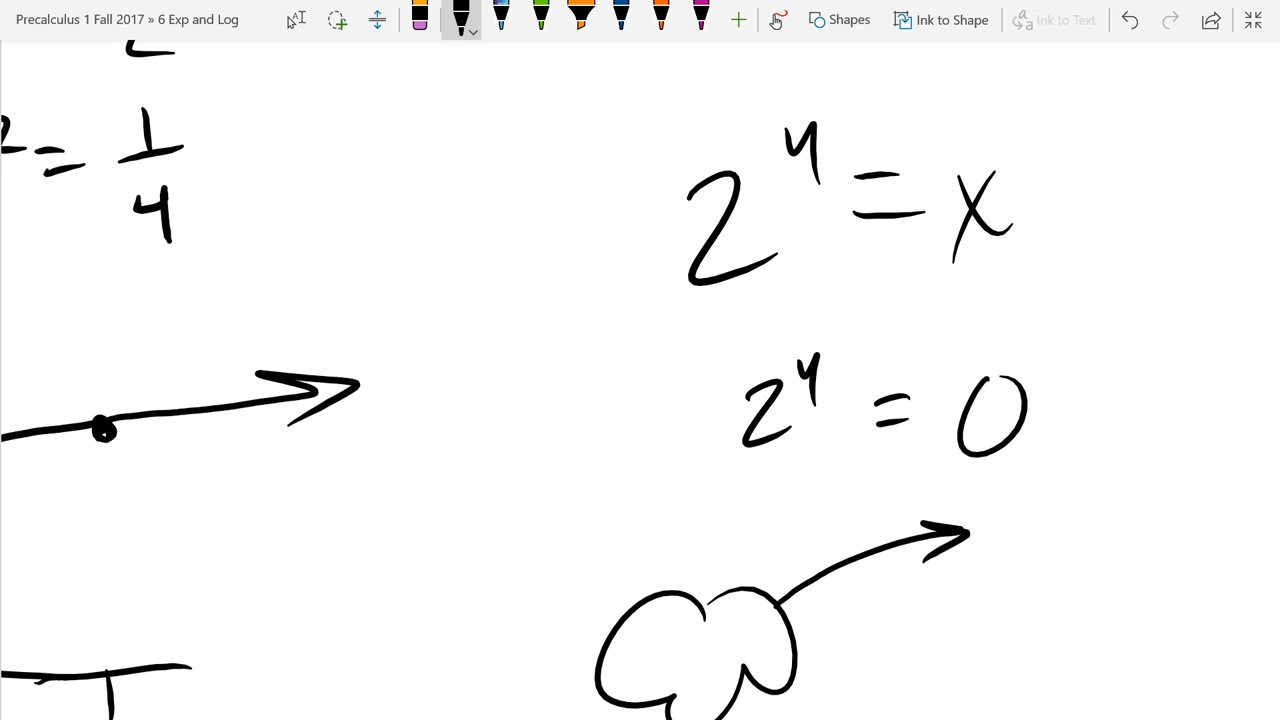 Precalculus 1 Fall 2017 » 6 Exp and Log
Shapes
Ink to Shape
Ink to Text
= 1/4
2^y = x
2^y = 0